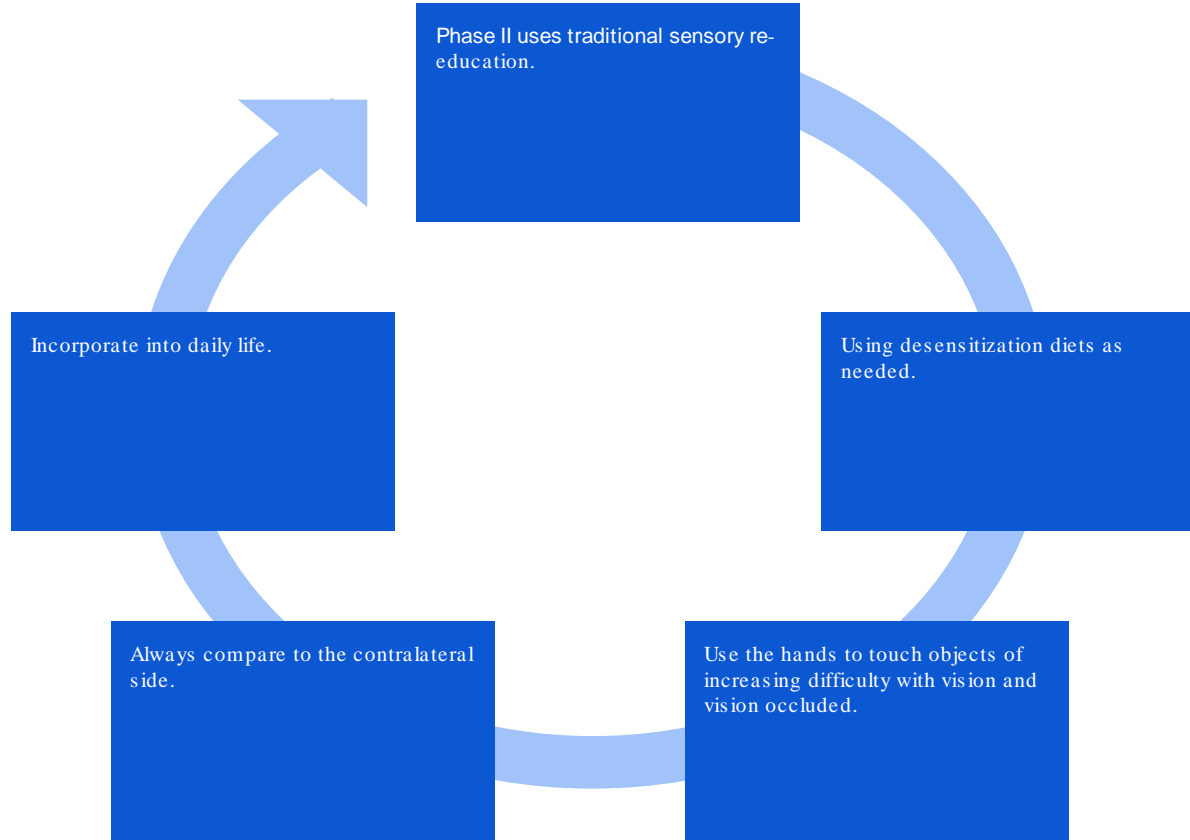 Phase II uses traditional sensory re-
education.
Using desensitization diets as
needed.
Use the hands to touch objects of
increasing difficulty with vision and
vision occluded.
Always compare to the contralateral
side.
Incorporate into daily life.